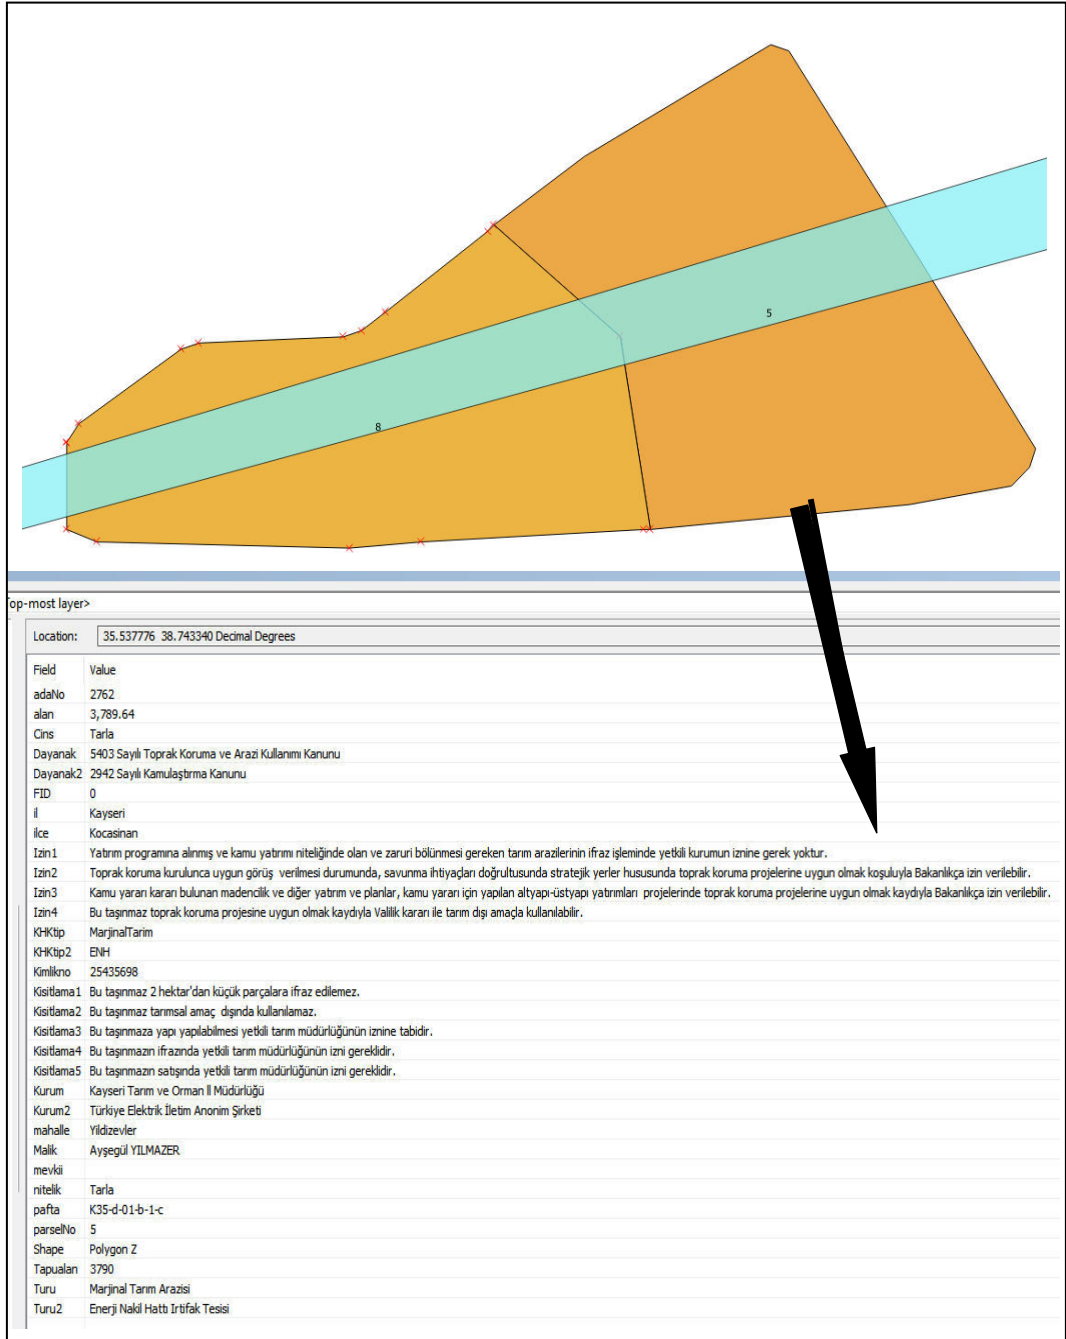 5
8
Top-most layer>
Location: 35.537776 38.743340 Decimal Degrees
Field Value
adaNo 2762
alan 3,789.64
Cins Tarla
Dayanak 5403 Sayılı Toprak Koruma ve Arazi Kullanımı Kanunu
Dayanak2 2942 Sayılı Kamulaştırma Kanunu
FID 0
il Kayseri
ilce Kocasinan
Izin1 Yatırım programına alınmış ve kamu yatırımı niteliğinde olan ve zaruri bölünmesi gereken tarım arazilerinin ifraz işleminde yetkili kurumun iznine gerek yoktur.
Izin2 Toprak koruma kurulunca uygun görüş verilmesi durumunda, savunma ihtiyaçları doğrultusunda stratejik yerler hususunda toprak koruma projelerine uygun olmak koşuluyla Bakanlıkça izin verilebilir.
Izin3 Kamu yararı kararı bulunan madencilik ve diğer yatırım ve planlar, kamu yararı için yapılan altyapı-üstyapı yatırımları projelerinde toprak koruma projelerine uygun olmak kaydıyla Bakanlıkça izin verilebilir.
Izin4 Bu taşınmaz toprak koruma projesine uygun olmak kaydıyla Valilik kararı ile tarım dışı amaçla kullanılabilir.
KHKtip MarjinalTarim
KHKtip2 ENH
Kimlikno 25435698
Kisitlama1 Bu taşınmaz 2 hektar'dan küçük parçalara ifraz edilemez.
Kisitlama2 Bu taşınmaz tarımsal amaç dışında kullanılamaz.
Kisitlama3 Bu taşınmaza yapı yapılabilmesi yetkili tarım müdürlüğünün iznine tabidir.
Kisitlama4 Bu taşınmazın ifrazında yetkili tarım müdürlüğünün izni gereklidir.
Kisitlama5 Bu taşınmazın satışında yetkili tarım müdürlüğünün izni gereklidir.
Kurum Kayseri Tarım ve Orman İl Müdürlüğü
Kurum2 Türkiye Elektrik İletim Anonim Şirketi
mahalle Yildizevler
Malik Ayşegül YILMAZER
mevkii
nitelik Tarla
pafta K35-d-01-b-1-c
parselNo 5
Shape Polygon Z
Tapualan 3790
Turu Marjinal Tarım Arazisi
Turu2 Enerji Nakil Hattı Irtifak Tesisi